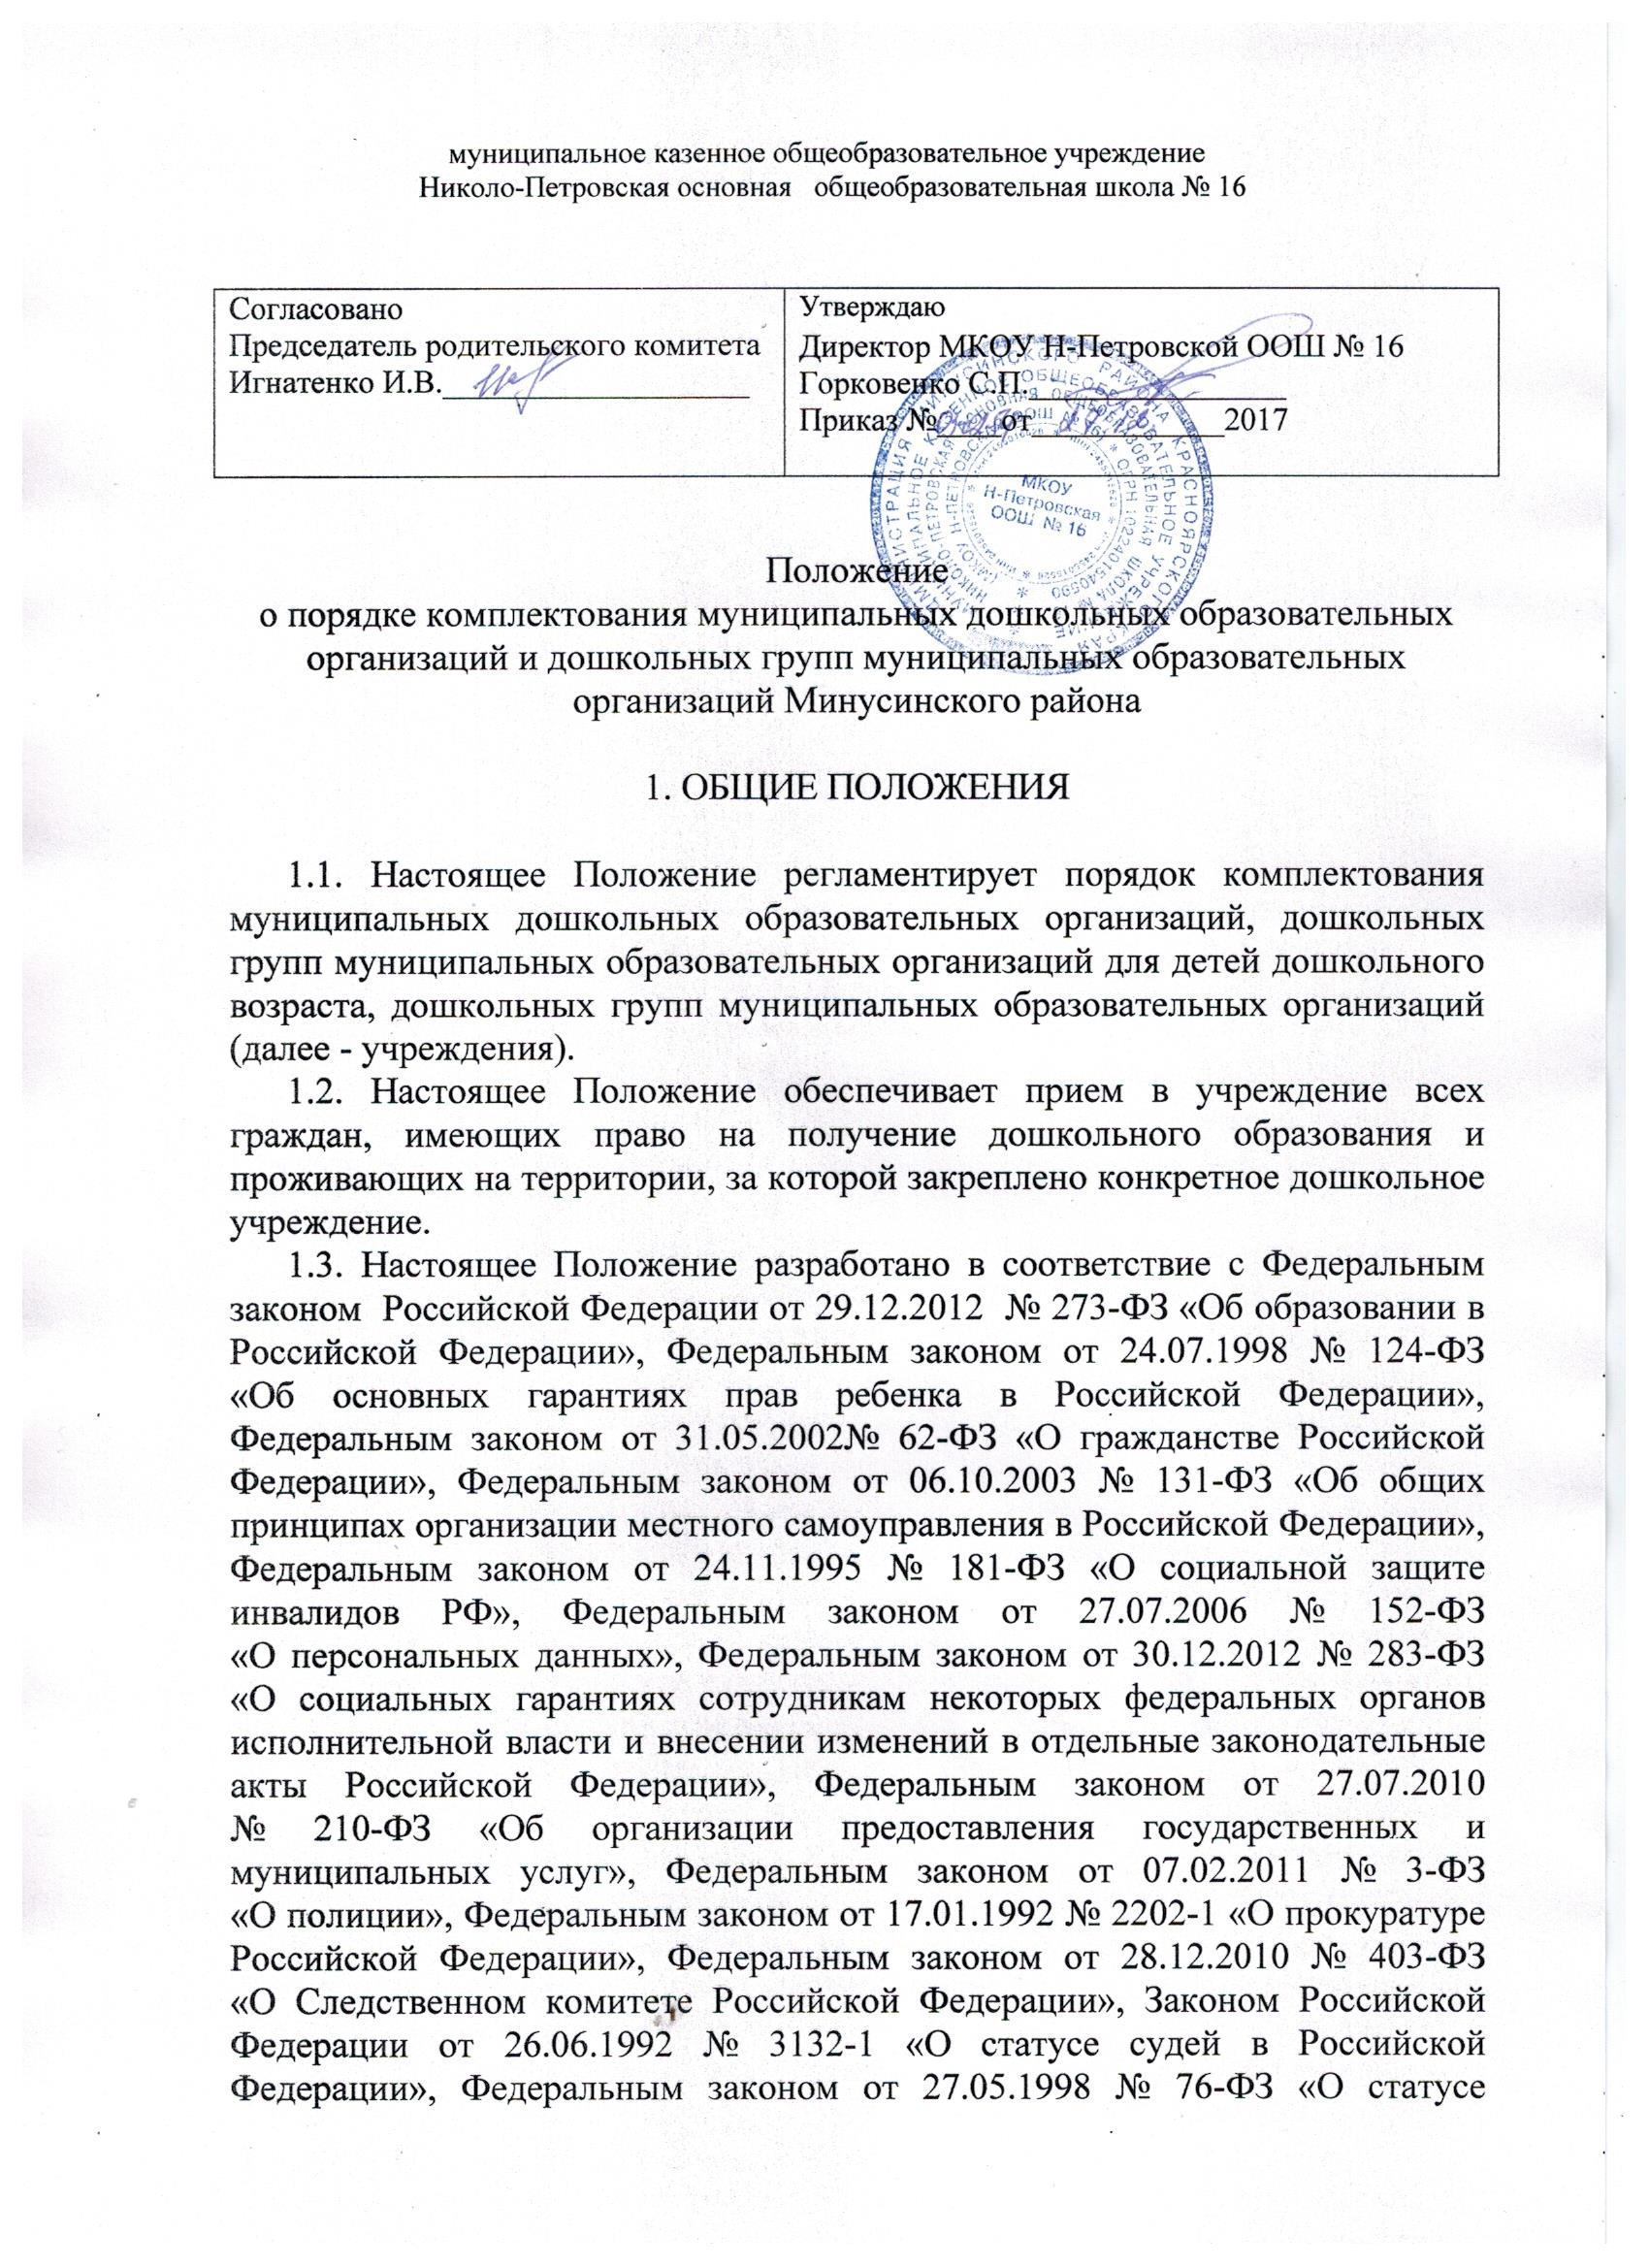 муниципальное казенное общеобразовательное учреждение
Николо-Петровская основная общеобразовательная школа № 16
Согласовано
Председатель родительского комитета
Игнатенко И.В.____________________
Утверждаю
Директор МКОУ Н-Петровской ООШ № 16
Горковенко С.П.
Приказ № от 2017
МКОУ
Н-Петровская
ООШ № 16
Положение
о порядке комплектования муниципальных дошкольных образовательных
организаций и дошкольных групп муниципальных образовательных
организаций Минусинского района
1. ОБЩИЕ ПОЛОЖЕНИЯ
1.1. Настоящее Положение регламентирует порядок комплектования
муниципальных дошкольных образовательных организаций, дошкольных
групп муниципальных образовательных организаций для детей дошкольного
возраста, дошкольных групп муниципальных образовательных организаций
(далее - учреждения).
1.2. Настоящее Положение обеспечивает прием в учреждение всех
граждан, имеющих право на получение дошкольного образования и
проживающих на территории, за которой закреплено конкретное дошкольное
учреждение.
1.3. Настоящее Положение разработано в соответствие с Федеральным
законом Российской Федерации от 29.12.2012 № 273-ФЗ «Об образовании в
Российской Федерации», Федеральным законом от 24.07.1998 № 124-ФЗ
«Об основных гарантиях прав ребенка в Российской Федерации»,
Федеральным законом от 31.05.2002№ 62-ФЗ «О гражданстве Российской
Федерации», Федеральным законом от 06.10.2003 № 131-ФЗ «Об общих
принципах организации местного самоуправления в Российской Федерации»,
Федеральным законом от 24.11.1995 № 181-ФЗ «О социальной защите
инвалидов РФ», Федеральным законом от 27.07.2006 № 152-ФЗ
«О персональных данных», Федеральным законом от 30.12.2012 № 283-ФЗ
«О социальных гарантиях сотрудникам некоторых федеральных органов
исполнительной власти и внесении изменений в отдельные законодательные
акты Российской Федерации», Федеральным законом от 27.07.2010
№ 210-ФЗ «Об организации предоставления государственных и
муниципальных услуг», Федеральным законом от 07.02.2011 № 3-ФЗ
«О полиции», Федеральным законом от 17.01.1992 № 2202-1 «О прокуратуре
Российской Федерации», Федеральным законом от 28.12.2010 № 403-ФЗ
«О Следственном комитете Российской Федерации», Законом Российской
Федерации от 26.06.1992 № 3132-1 «О статусе судей в Российской
Федерации», Федеральным законом от 27.05.1998 № 76-ФЗ «О статусе